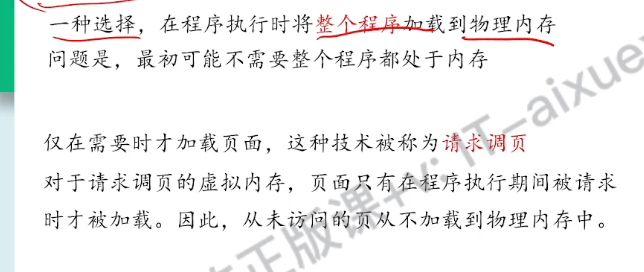 一种选择，在程序执行时将整个程序加载到物理内存
问题是，最初可能不需要整个程序都处于内存
仅在需要时才加载页面，这种技术被称为请求调页
对于请求调页的虚拟内存，页面只有在程序执行期间被请求
时才被加载。因此，从未访问的页从不加载到物理内存中。
正版课+V：IT-aixue